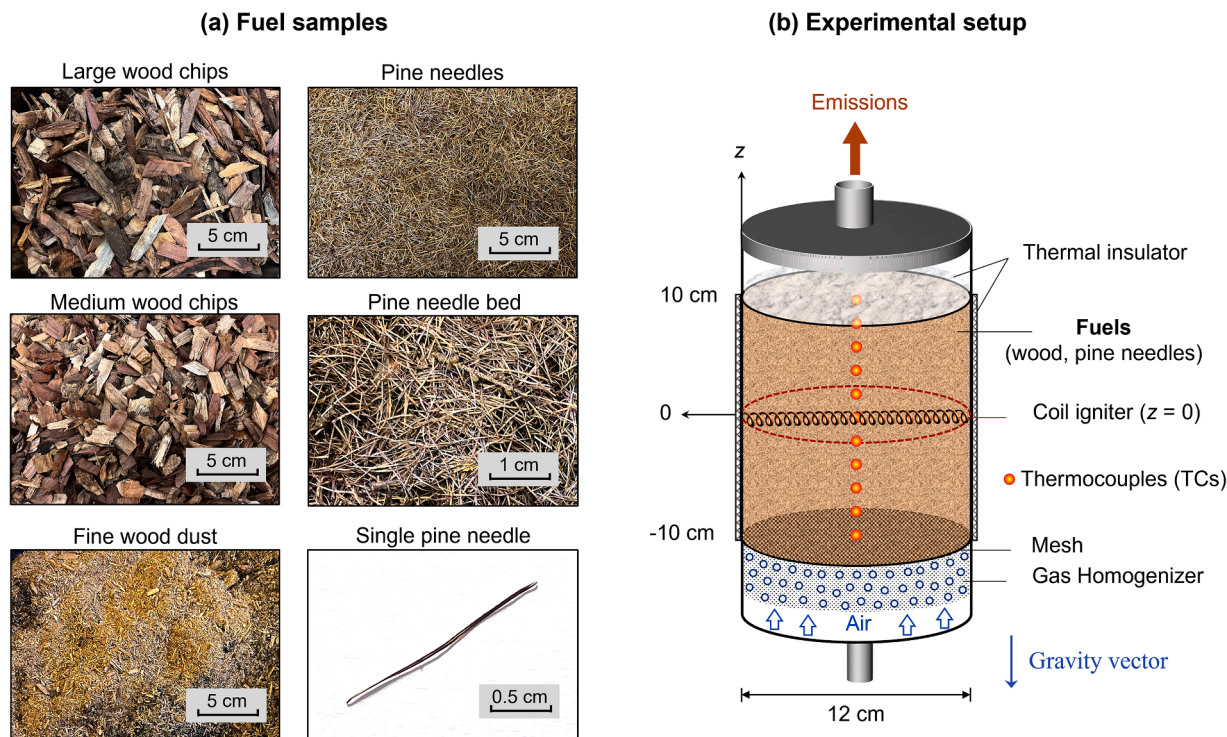 (a) Fuel samples
Large wood chips
5 cm
Pine needles
5 cm
Medium wood chips
5 cm
Pine needle bed
1 cm
Fine wood dust
5 cm
Single pine needle
0.5 cm
(b) Experimental setup
Emissions
z
Thermal insulator
10 cm
Fuels
(wood, pine needles)
0
Coil igniter (z = 0)
Thermocouples (TCs)
-10 cm
Mesh
Gas Homogenizer
Air
Gravity vector
12 cm